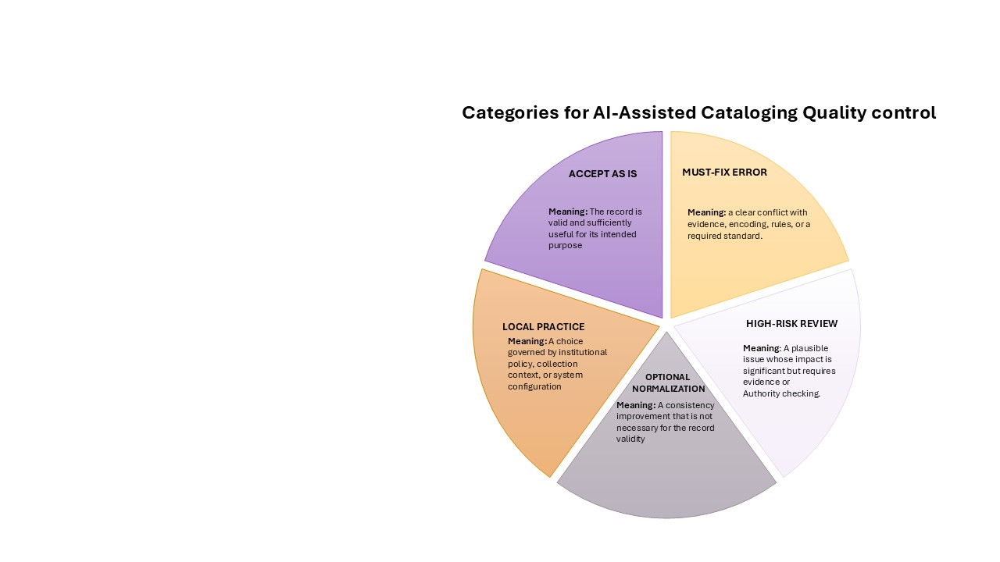 Categories for AI-Assisted Cataloging Quality control
ACCEPT AS IS
Meaning: The record is
valid and sufficiently
useful for its intended
purpose
MUST-FIX ERROR
Meaning: a clear conflict with
evidence, encoding, rules, or a
required standard.
LOCAL PRACTICE
Meaning: A choice
governed by institutional
policy, collection
context, or system
configuration
HIGH-RISK REVIEW
Meaning: A plausible
issue whose impact is
significant but requires
evidence or
Authority checking.
OPTIONAL
NORMALIZATION
Meaning: A consistency
improvement that is not
necessary for the record
validity